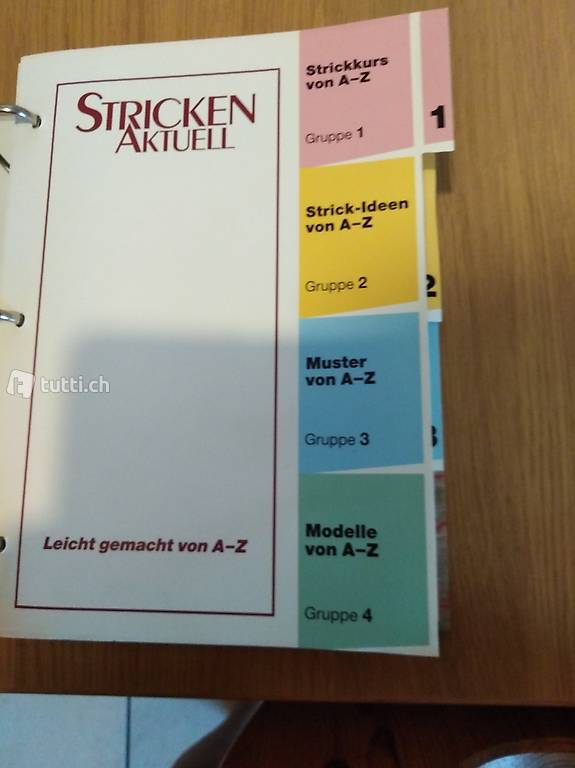 STRICKEN
AKTUELL
Leicht gemacht von A–Z
Strickkurs
von A–Z
Gruppe 1
1
Strick-Ideen
von A–Z
Gruppe 2
2
Muster
von A–Z
Gruppe 3
3
Modelle
von A–Z
Gruppe 4
tutti.ch